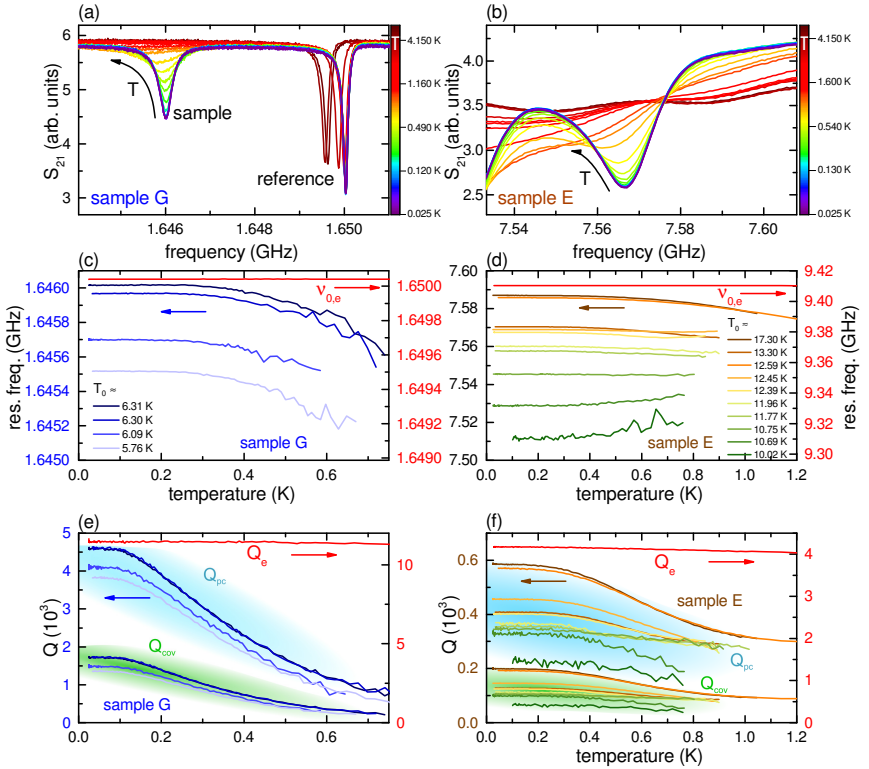 (a)
S21 (arb. units)
6
5
4
3
T
sample
reference
sample G
1.646
1.648
1.650
frequency (GHz)
T
4.150 K
1.160 K
0.490 K
0.120 K
0.025 K
(b)
S21 (arb. units)
4.0
3.5
3.0
2.5
T
sample E
7.54
7.56
7.58
7.60
frequency (GHz)
T
4.150 K
1.160 K
0.540 K
0.120 K
0.025 K
(c)
res. freq. (GHz)
1.6460
1.6458
1.6455
1.6452
1.6450
ν0,e
T0 ≈
6.31 K
6.30 K
6.09 K
5.76 K
sample G
1.6500
1.6498
1.6496
1.6494
1.6492
1.6490
0.0
0.2
0.4
0.6
temperature (K)
(d)
7.60
7.58
7.56
7.54
7.52
7.50
ν0,e
T0 ≈
17.30 K
13.30 K
12.59 K
12.45 K
12.39 K
11.96 K
11.77 K
10.75 K
10.69 K
10.02 K
sample E
9.42
9.40
9.38
9.36
9.34
9.32
9.30
res. freq. (GHz)
0.0
0.2
0.4
0.6
0.8
1.0
1.2
temperature (K)
(e)
Q (10³)
5
4
3
2
1
0
Qe
Qpc
Qcov
sample G
10
5
0
0.0
0.2
0.4
0.6
(f)
Q (10³)
0.6
0.4
0.2
0.0
Qe
sample E
Qpc
Qcov
4
3
2
1
0
0.0
0.2
0.4
0.6
0.8
1.0
1.2
temperature (K)